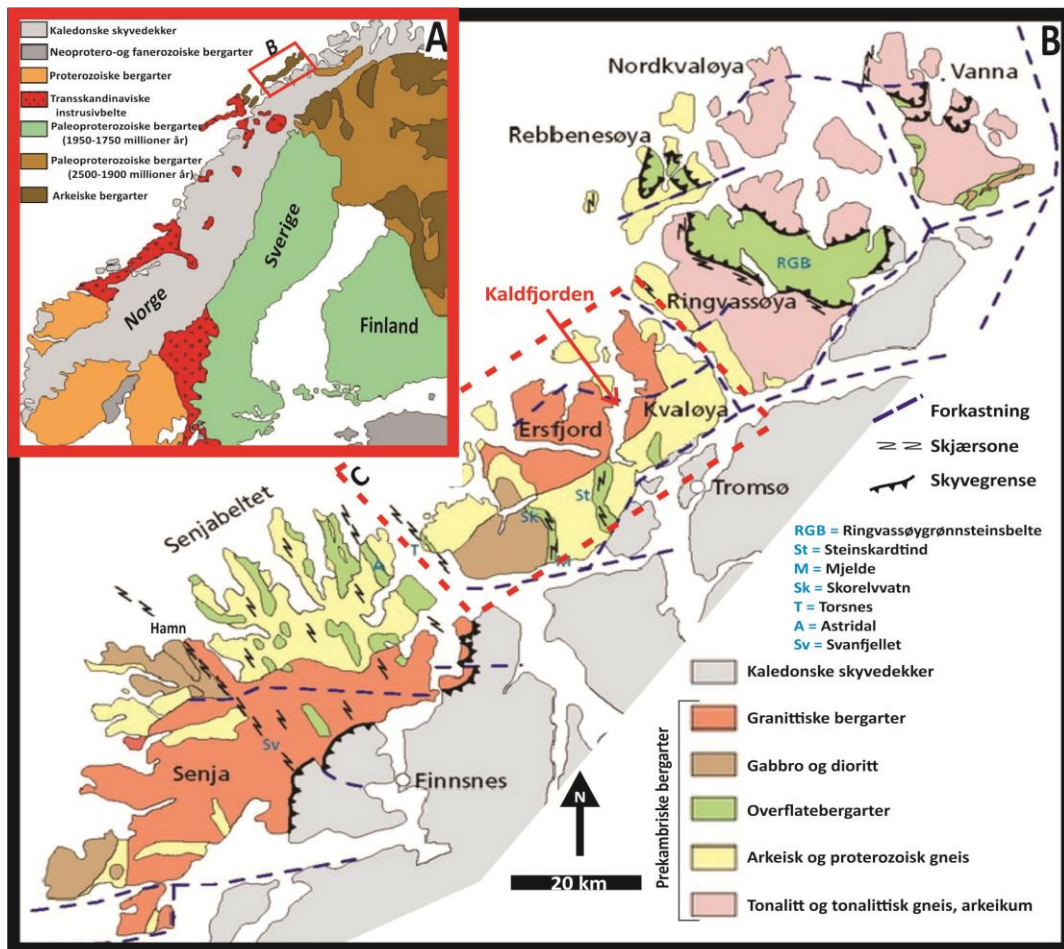 Kaledonske skyvedekker
Neoprotero-og fanerozoiske bergarter
Proterozoiske bergarter
Transskandinaviske
instrusivbelte
Paleoproterozoiske bergarter
(1950-1750 millioner år)
Paleoproterozoiske bergarter
(2500-1900 millioner år)
Arkeiske bergarter
A
B
Norge
Sverige
Finland
B
Nordkvaløya
Vanna
Rebbenesøya
RGB
Ringvassøya
Kaldfjorden
Kvaløya
Ersfjord
C
St
Sk
M
T
Tromsø
Senjabeltet
A
Hamn
Sv
Senja
Finnsnes
N
20 km
Forkastning
Skjærsone
Skyvegrense
RGB = Ringvassøygrønnsteinsbelte
St = Steinskardtind
M = Mjelde
Sk = Skorelvvatn
T = Torsnes
A = Astridal
Sv = Svanfjellet
Kaledonske skyvedekker
Prekambriske bergarter
Granittiske bergarter
Gabbro og dioritt
Overflatebergarter
Arkeisk og proterozoisk gneis
Tonalitt og tonalittisk gneis, arkeikum